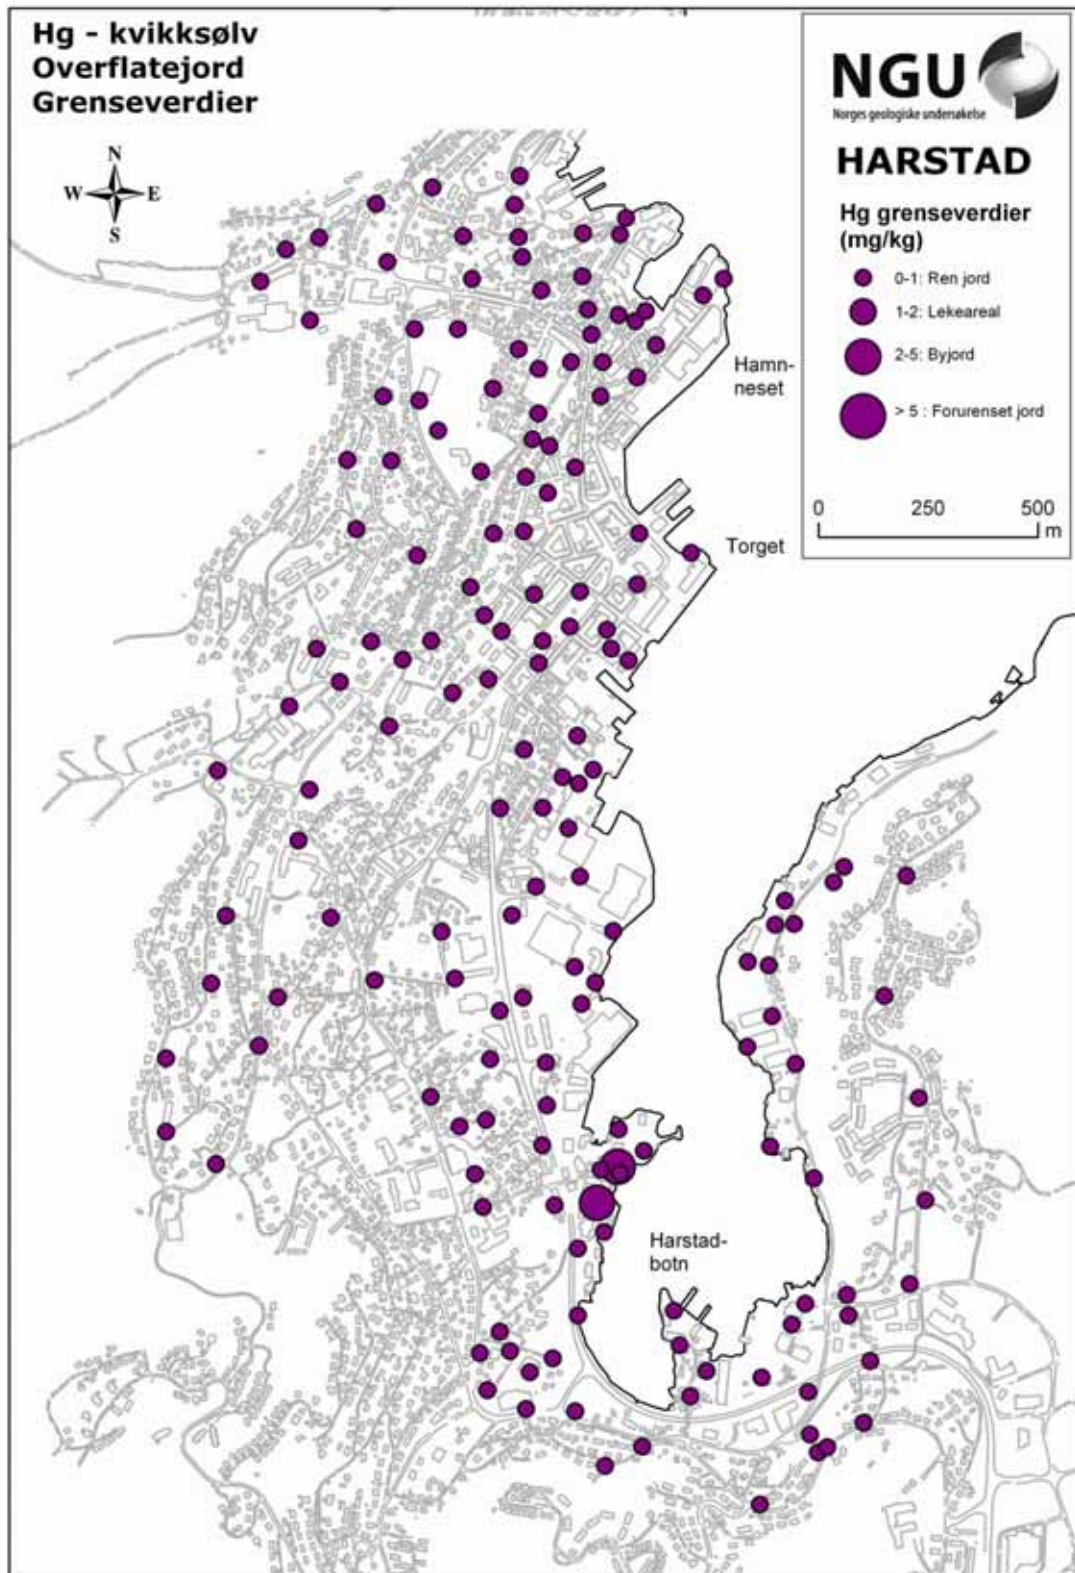 Hg - kvikksølv
Overflatejord
Grenseverdier
N
W E
S
NGU
Norges geologiske undersøkelse
HARSTAD
Hg grenseverdier
(mg/kg)
0-1: Ren jord
1-2: Lekeareal
2-5: Byjord
> 5 : Forurenset jord
0 250 500
m
Hamn-
neset
Torget
Harstad-
botn